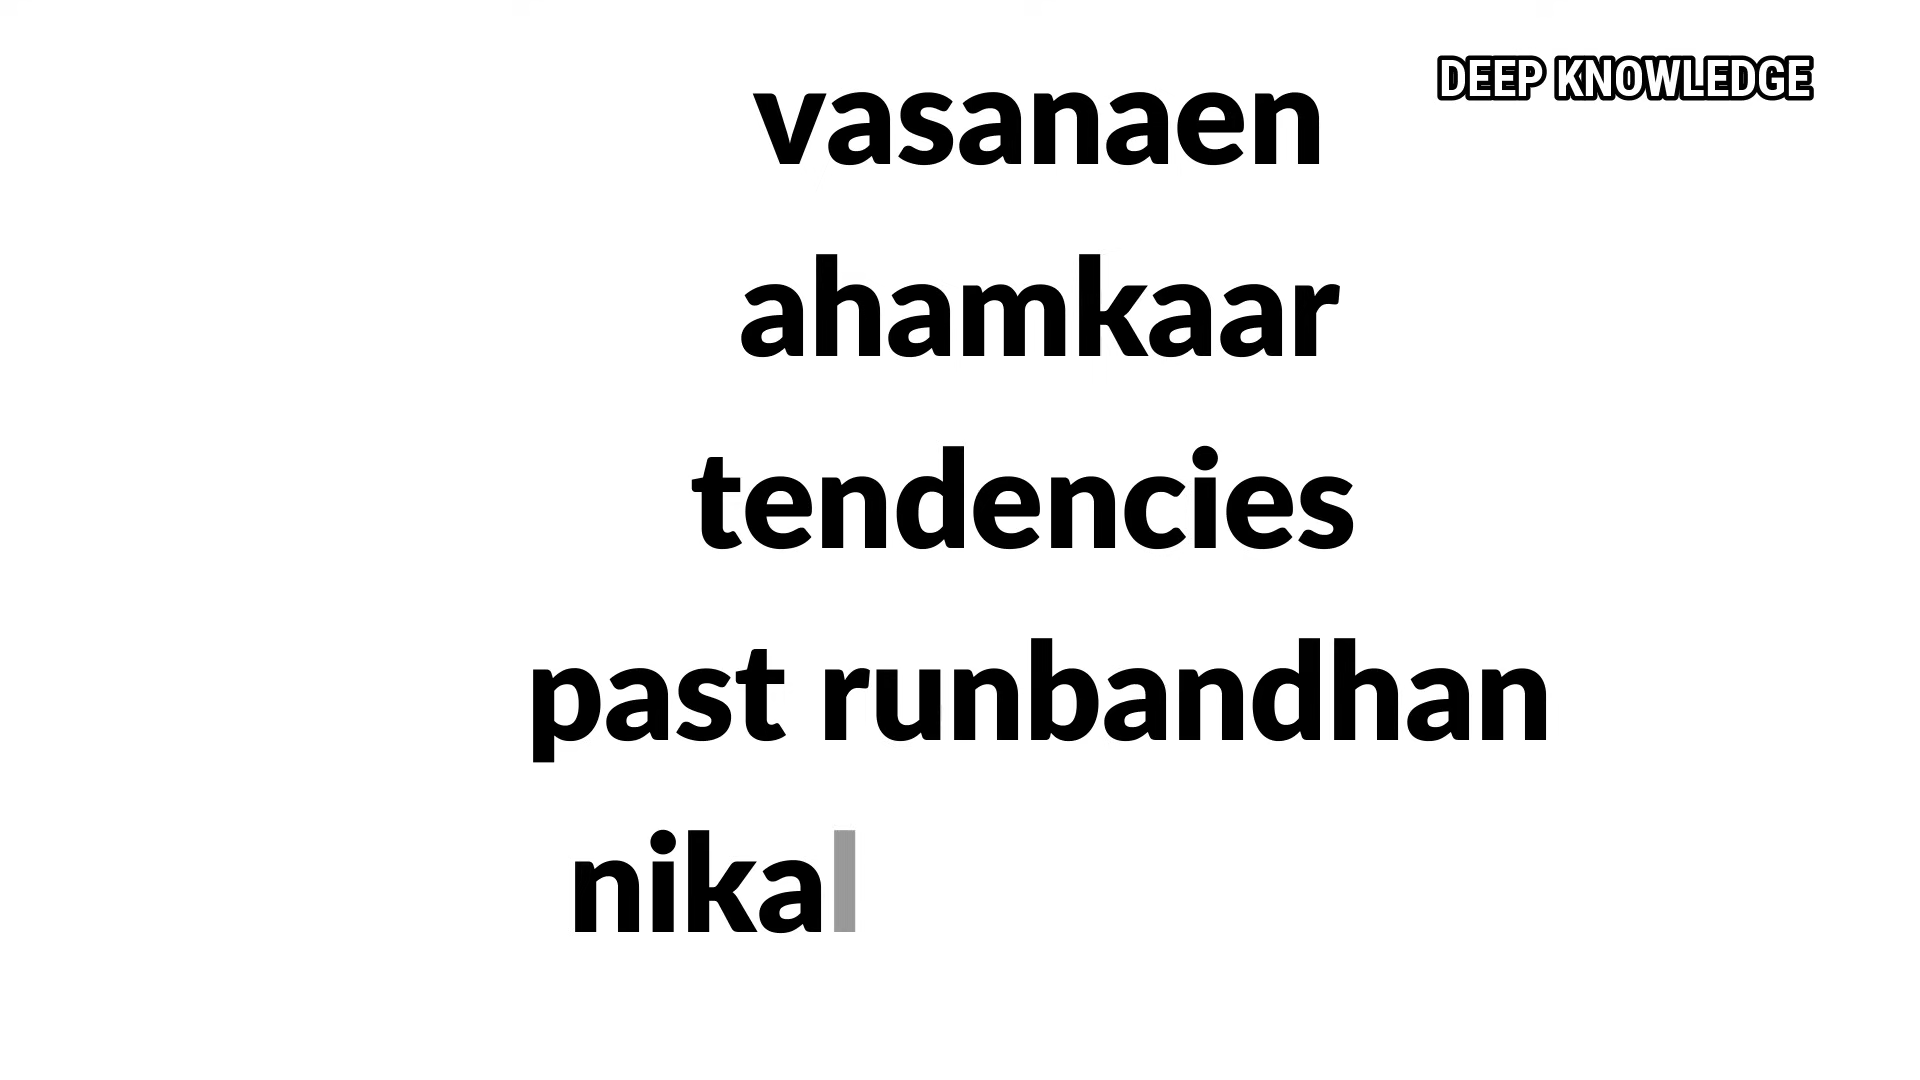 DEEP KNOWLEDGE
vasanaen
ahamkaar
tendencies
past runbandhan
nikal